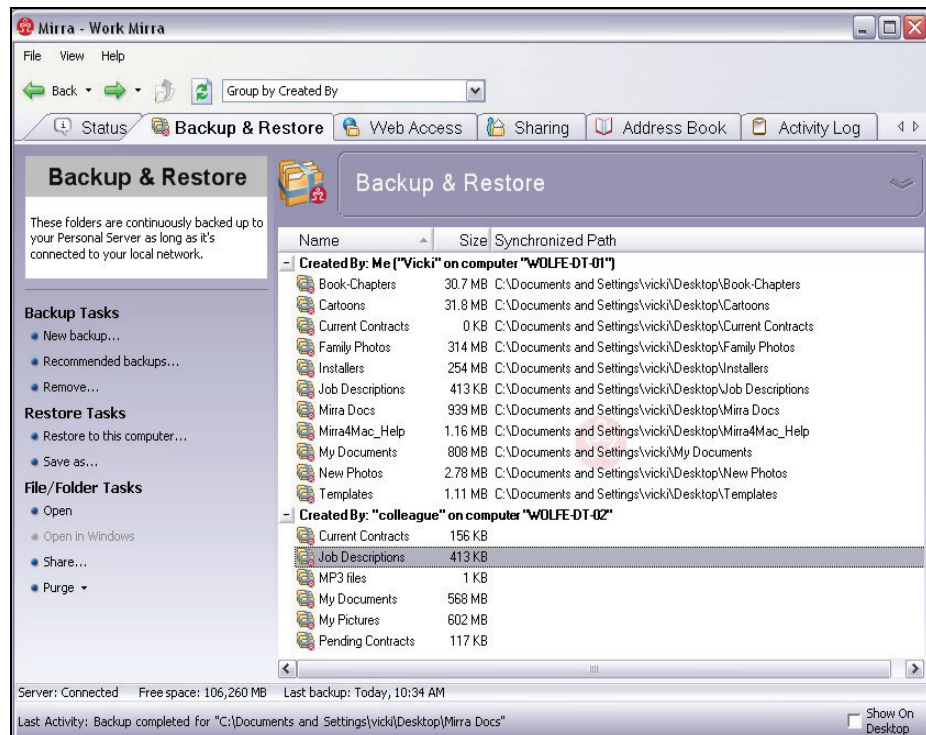 Mirra - Work Mirra
File View Help
Back Group by Created By
Status Backup & Restore Web Access Sharing Address Book Activity Log
Backup & Restore
These folders are continuously backed up to
your Personal Server as long as it's
connected to your local network.
Backup Tasks
New backup...
Recommended backups...
Remove...
Restore Tasks
Restore to this computer...
Save as...
File/Folder Tasks
Open
Open in Windows
Share...
Purge
Backup & Restore
Name Size Synchronized Path
Created By: Me ("Vicki" on computer "WOLFE-DT-01")
Book-Chapters 30.7 MB C:\Documents and Settings\vicki\Desktop\Book-Chapters
Cartoons 31.8 MB C:\Documents and Settings\vicki\Desktop\Cartoons
Current Contracts 0 KB C:\Documents and Settings\vicki\Desktop\Current Contracts
Family Photos 314 MB C:\Documents and Settings\vicki\Desktop\Family Photos
Installers 254 MB C:\Documents and Settings\vicki\Desktop\Installers
Job Descriptions 413 KB C:\Documents and Settings\vicki\Desktop\Job Descriptions
Mirra Docs 939 MB C:\Documents and Settings\vicki\Desktop\Mirra Docs
Mirra4Mac_Help 1.16 MB C:\Documents and Settings\vicki\Desktop\Mirra4Mac_Help
My Documents 808 MB C:\Documents and Settings\vicki\My Documents
New Photos 2.78 MB C:\Documents and Settings\vicki\Desktop\New Photos
Templates 1.11 MB C:\Documents and Settings\vicki\Desktop\Templates
Created By: "colleague" on computer "WOLFE-DT-02"
Current Contracts 156 KB
Job Descriptions 413 KB
MP3 files 1 KB
My Documents 568 MB
My Pictures 602 MB
Pending Contracts 117 KB
Server: Connected Free space: 106,260 MB Last backup: Today, 10:34 AM
Last Activity: Backup completed for "C:\Documents and Settings\vicki\Desktop\Mirra Docs"
Show On
Desktop